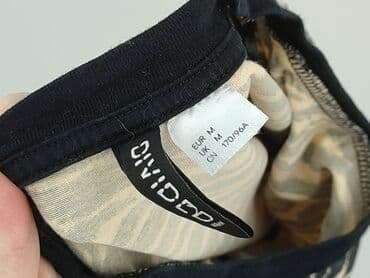 EUR M
UK M
CN 170/96A
DIVIDED